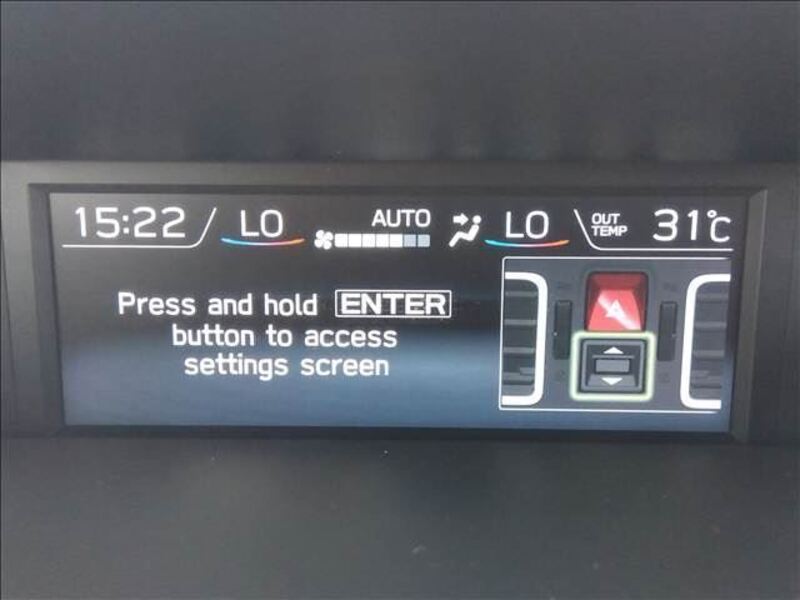 15:22 LO AUTO LO OUT TEMP 31°C
Press and hold ENTER
button to access
settings screen